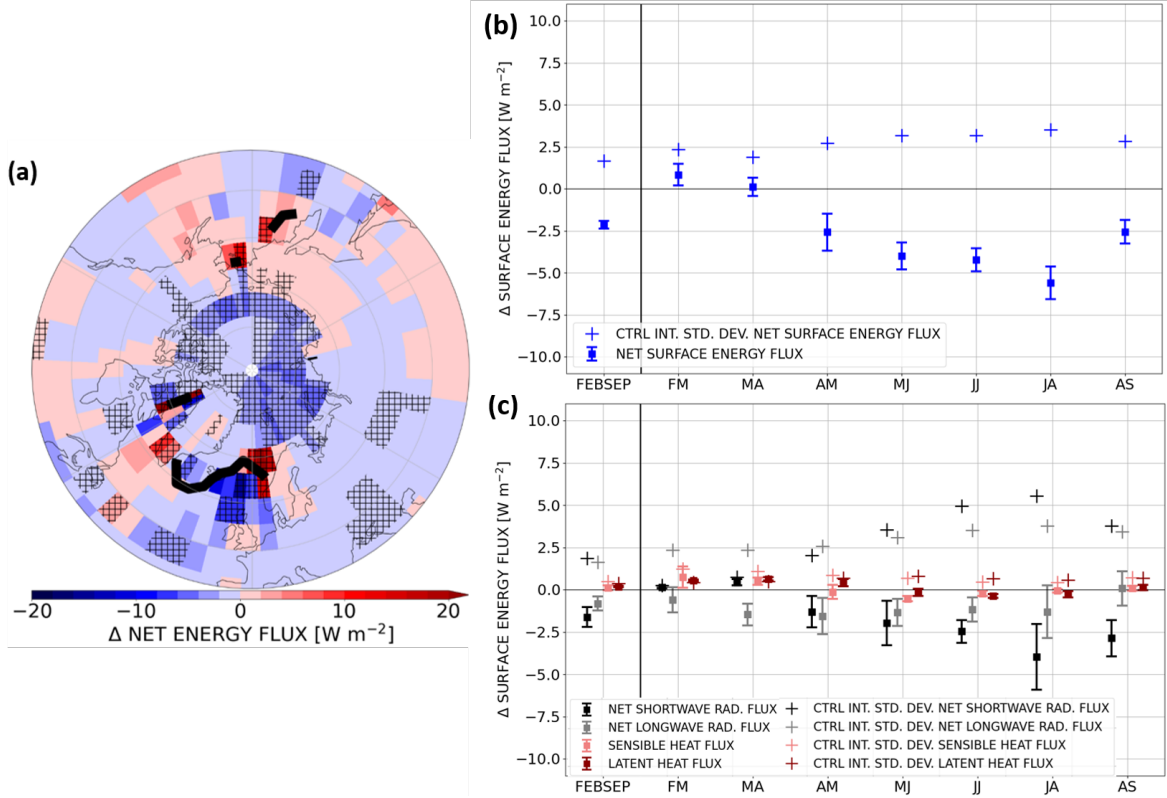 (a)
−20 −10 0 10 20
Δ NET ENERGY FLUX [W m−2]
(b)
Δ SURFACE ENERGY FLUX [W m−2]
10.0
7.5
5.0
2.5
0.0
−2.5
−5.0
−7.5
−10.0
CTRL INT. STD. DEV. NET SURFACE ENERGY FLUX
NET SURFACE ENERGY FLUX
FEBSEP FM MA AM MJ JJ JA AS
(c)
Δ SURFACE ENERGY FLUX [W m−2]
10.0
7.5
5.0
2.5
0.0
−2.5
−5.0
−7.5
−10.0
NET SHORTWAVE RAD. FLUX
NET LONGWAVE RAD. FLUX
SENSIBLE HEAT FLUX
LATENT HEAT FLUX
CTRL INT. STD. DEV. NET SHORTWAVE RAD. FLUX
CTRL INT. STD. DEV. NET LONGWAVE RAD. FLUX
CTRL INT. STD. DEV. SENSIBLE HEAT FLUX
CTRL INT. STD. DEV. LATENT HEAT FLUX
FEBSEP FM MA AM MJ JJ JA AS